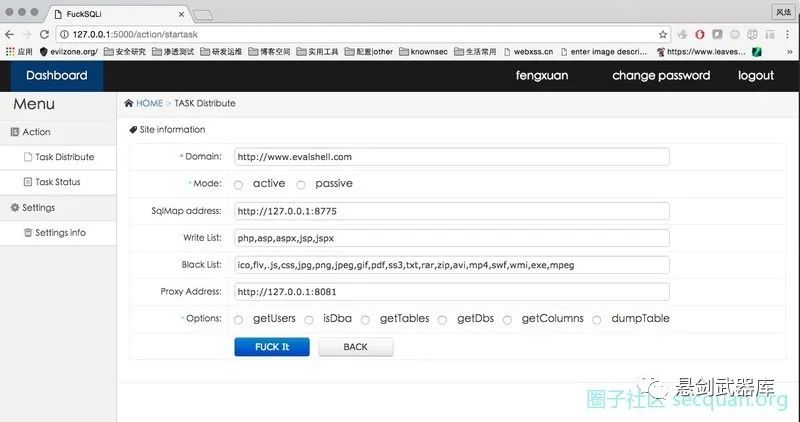 FuckSQLi
风炫
127.0.0.1:5000/action/startask
应用 evilzone.org/ 安全研究 渗透测试 研发运维 博客空间 实用工具 配置|other knownsec 生活常用 webxss.cn enter image descri... https://www.leaves...
Dashboard fengxuan change password logout
Menu HOME > TASK Distribute
Action Site information
Task Distribute * Domain: http://www.evalshell.com
Task Status * Mode: active passive
Settings SqlMap address: http://127.0.0.1:8775
Settings info Write List: php,asp,aspx,jsp,jspx
Black List: ico,flv,.js,css,jpg,png,jpeg,gif,pdf,ss3,txt,rar,zip,avi,mp4,swf,wmi,exe,mpeg
Proxy Address: http://127.0.0.1:8081
* Options: getUsers isDba getTables getDbs getColumns dumpTable
FUCK It BACK
悬剑武器库
圈子社区 secquan.org